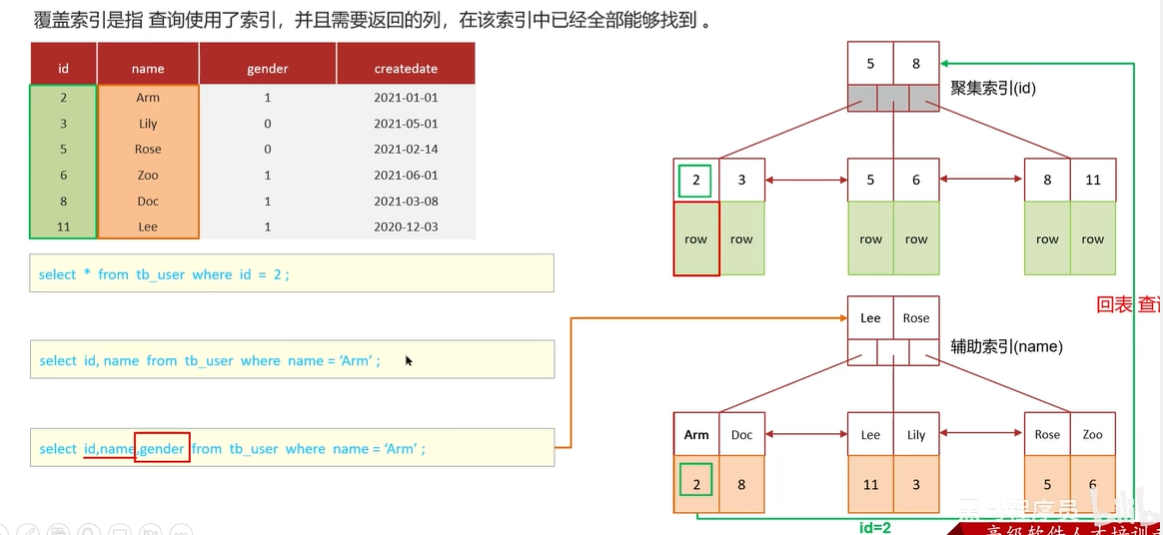 覆盖索引是指 查询使用了索引，并且需要返回的列，在该索引中已经全部能够找到 。
id name gender createdate
2 Arm 1 2021-01-01
3 Lily 0 2021-05-01
5 Rose 0 2021-02-14
6 Zoo 1 2021-06-01
8 Doc 1 2021-03-08
11 Lee 1 2020-12-03
select * from tb_user where id = 2 ;
select id, name from tb_user where name = ‘Arm’ ;
select id,name,gender from tb_user where name = ‘Arm’ ;
5 8
聚集索引(id)
2 3 5 6 8 11
row row row row row row
回表 查
Lee Rose
辅助索引(name)
Arm Doc Lee Lily Rose Zoo
2 8 11 3 5 6
id=2
程序员
bilib
高级软件人才培训